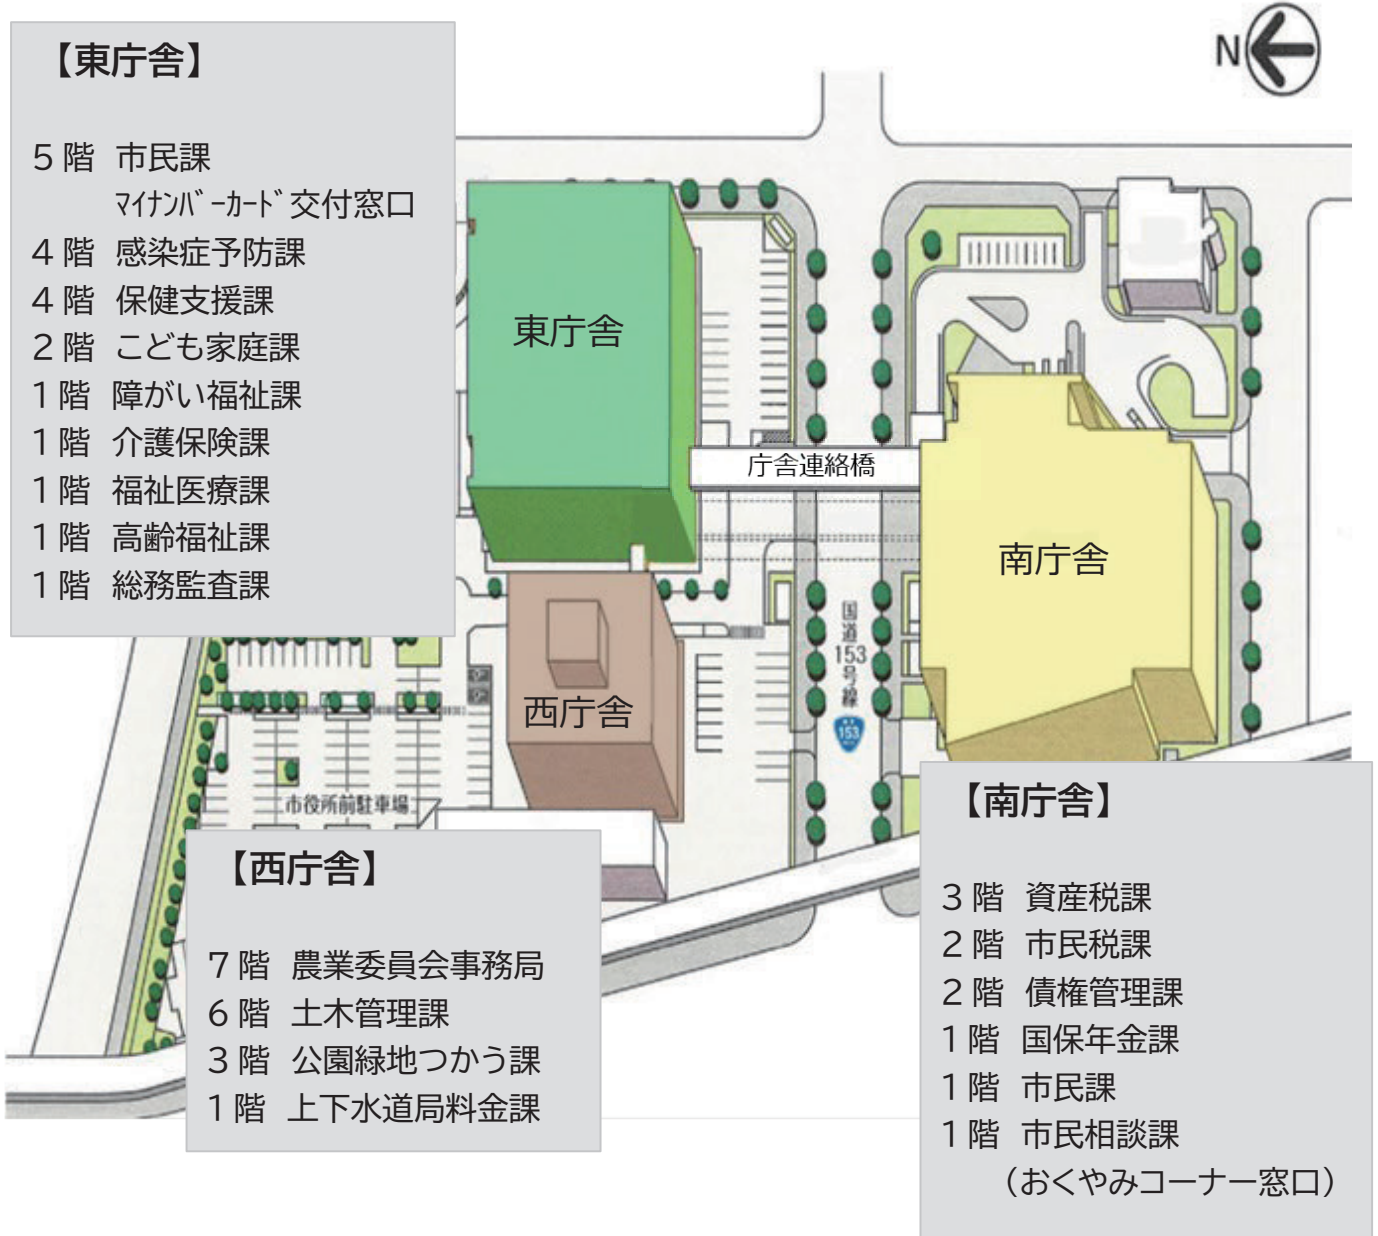 N
【東庁舎】
5階 市民課
マイナンバーカード交付窓口
4階 感染症予防課
4階 保健支援課
2階 こども家庭課
1階 障がい福祉課
1階 介護保険課
1階 福祉医療課
1階 高齢福祉課
1階 総務監査課
東庁舎
庁舎連絡橋
南庁舎
国道153号線
153
西庁舎
市役所前駐車場
【西庁舎】
7階 農業委員会事務局
6階 土木管理課
3階 公園緑地つかう課
1階 上下水道局料金課
【南庁舎】
3階 資産税課
2階 市民税課
2階 債権管理課
1階 国保年金課
1階 市民課
1階 市民相談課
（おくやみコーナー窓口）